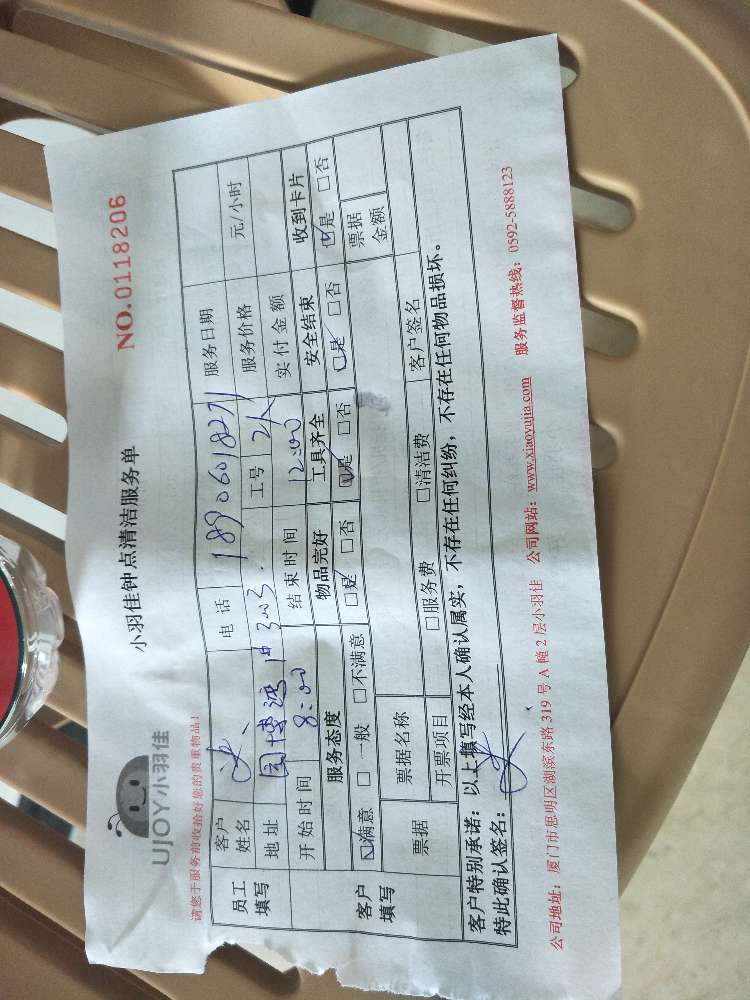 UJOY小羽佳
小羽佳钟点清洁服务单
NO.0118206
请您于服务前收拾好您的贵重物品!
员工填写
客户姓名
电话 18906018271
服务日期
地址 园博湾
工号 2人
服务价格 元/小时
开始时间 8:00
结束时间 12:00
实付金额
客户填写
服务态度 物品完好 工具齐全 安全结束 收到卡片
☑满意 □一般 □不满意 □是 □否 □是 □否 □是 □否 □是 □否
票据 票据名称 票据金额
开票项目 □服务费 □清洁费 客户签名
客户特别承诺:以上填写经本人确认属实,不存在任何纠纷,不存在任何物品损坏。
特此确认签名:
公司地址:厦门市思明区湖滨东路 319 号 A 幢 2 层小羽佳 公司网站:www.xiaoyujia.com 服务监督热线:0592-5888123